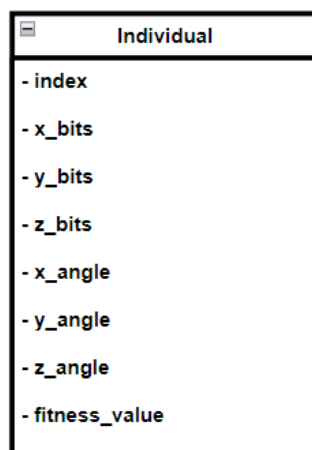 Individual
- index
- x_bits
- y_bits
- z_bits
- x_angle
- y_angle
- z_angle
- fitness_value